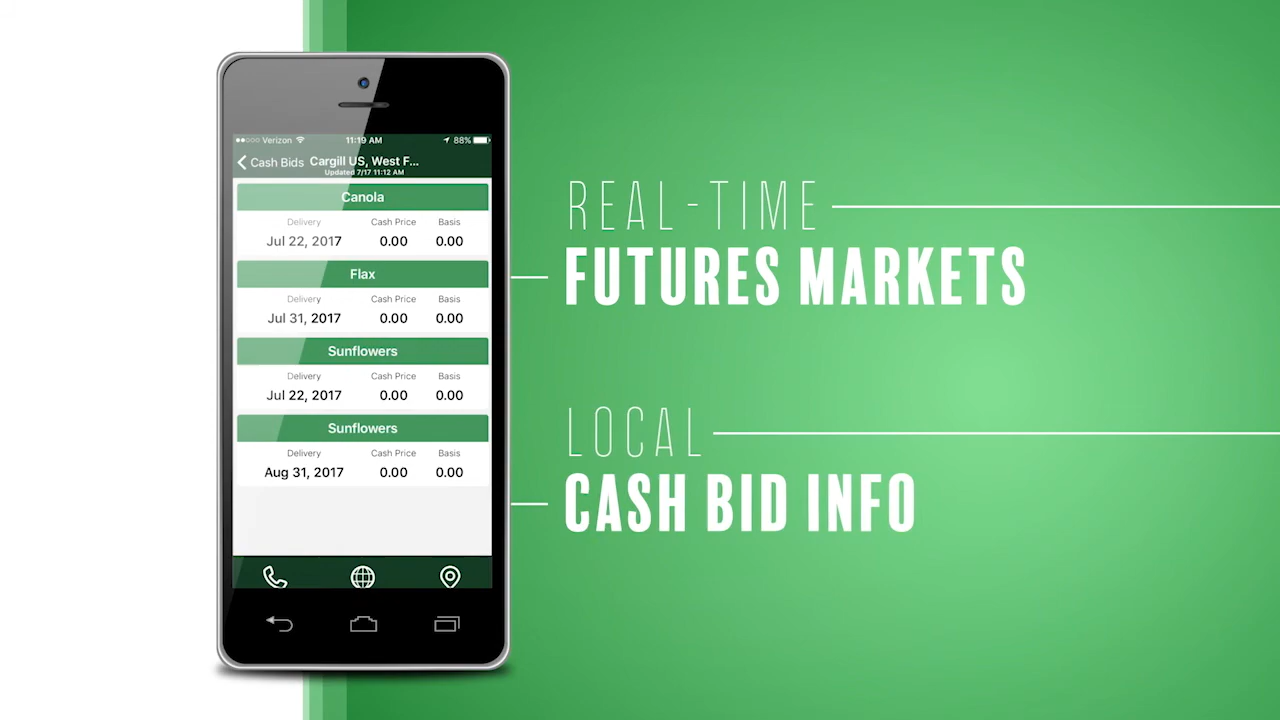 Verizon 11:19 AM 88%
Cash Bids Cargill US, West F...
Updated 7/17 11:12 AM
Canola
Delivery Cash Price Basis
Jul 22, 2017 0.00 0.00
Flax
Delivery Cash Price Basis
Jul 31, 2017 0.00 0.00
Sunflowers
Delivery Cash Price Basis
Jul 22, 2017 0.00 0.00
Sunflowers
Delivery Cash Price Basis
Aug 31, 2017 0.00 0.00
REAL-TIME
FUTURES MARKETS
LOCAL
CASH BID INFO